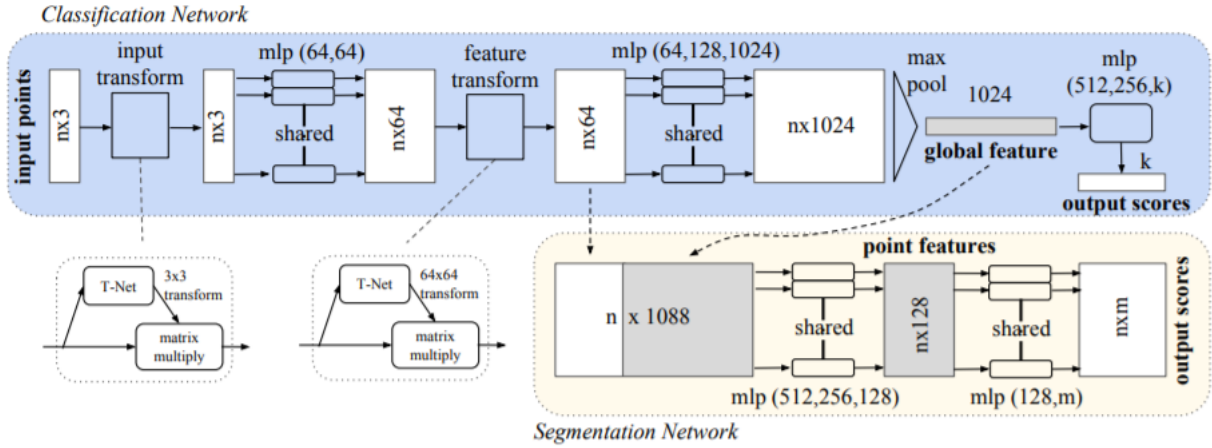 Classification Network
input points
nx3
input
transform
nx3
mlp (64,64)
shared
nx64
feature
transform
nx64
mlp (64,128,1024)
shared
nx1024
max
pool
1024
global feature
mlp
(512,256,k)
k
output scores
T-Net
3x3
transform
matrix
multiply
T-Net
64x64
transform
matrix
multiply
point features
n x 1088
shared
mlp (512,256,128)
nx128
shared
mlp (128,m)
nxm
output scores
Segmentation Network